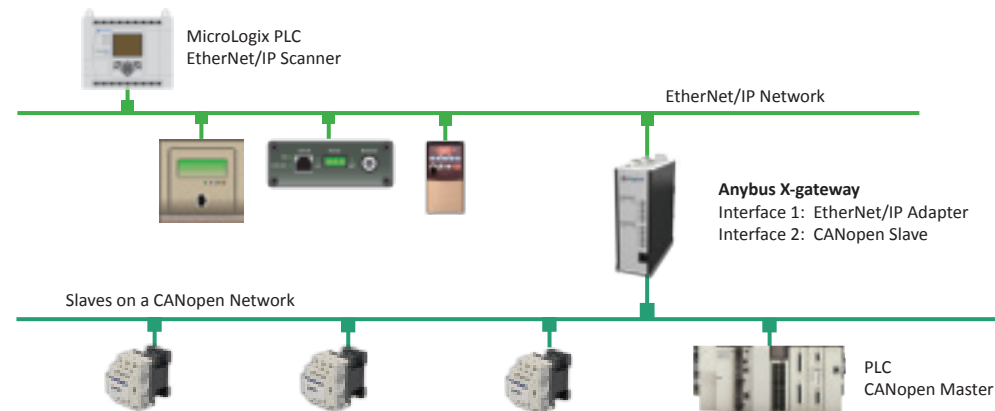 MicroLogix PLC
EtherNet/IP Scanner
EtherNet/IP Network
Anybus X-gateway
Interface 1: EtherNet/IP Adapter
Interface 2: CANopen Slave
Slaves on a CANopen Network
PLC
CANopen Master